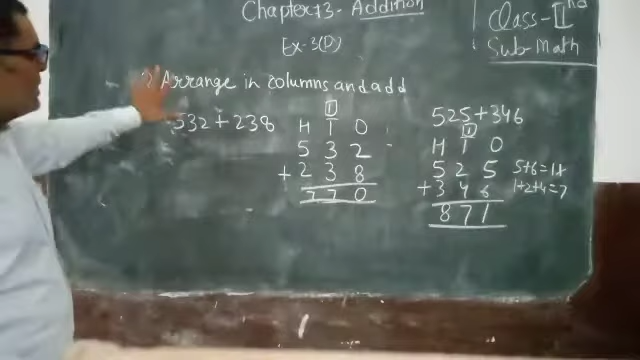 Chapter 3- Addition
Class-IInd
Sub-Math
Ex-3(D)
Arrange in columns and add
532+238
1
H T O
5 3 2
+ 2 3 8
7 7 0
525+346
1
H T O
5 2 5
+ 3 4 6
8 7 1
5+6=11
1+2+4=7